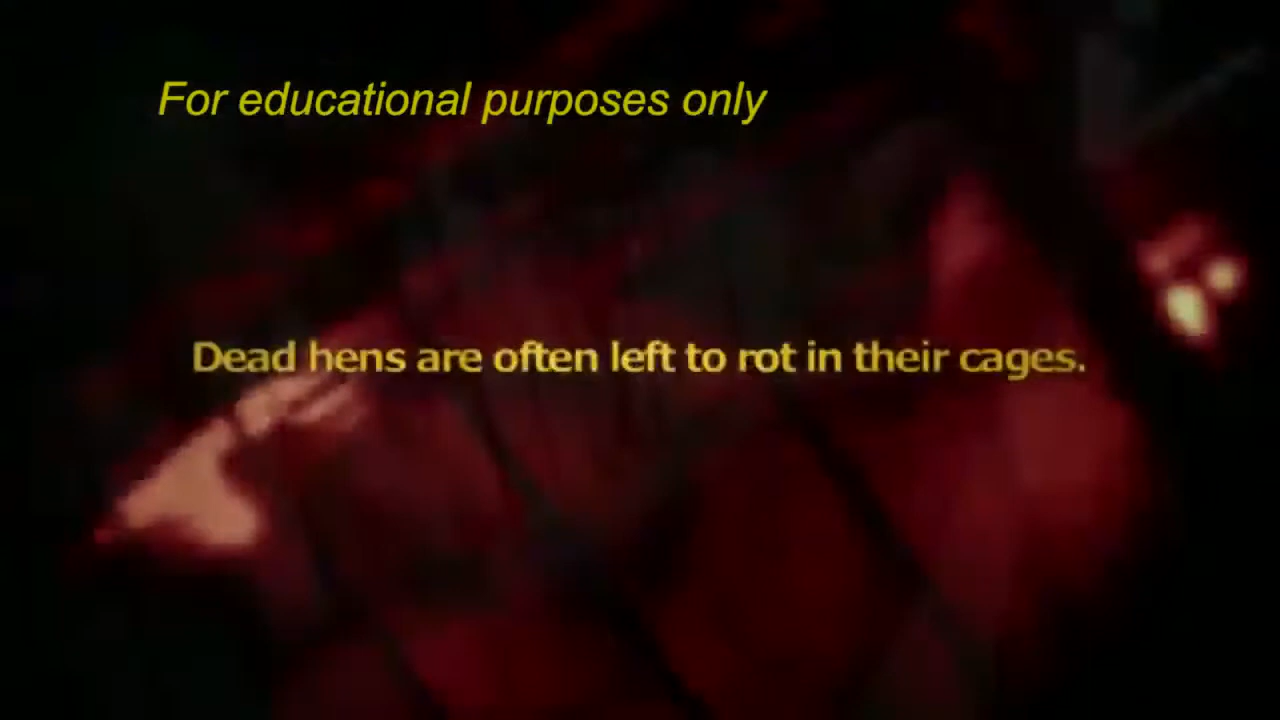 For educational purposes only
Dead hens are often left to rot in their cages.